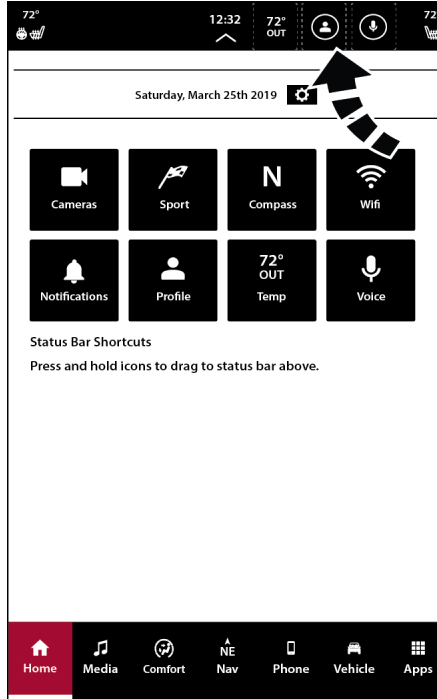 72°
12:32
72°
OUT
72
Saturday, March 25th 2019
Cameras
Sport
N
Compass
Wifi
Notifications
Profile
72°
OUT
Temp
Voice
Status Bar Shortcuts
Press and hold icons to drag to status bar above.
Home
Media
Comfort
NE
Nav
Phone
Vehicle
Apps